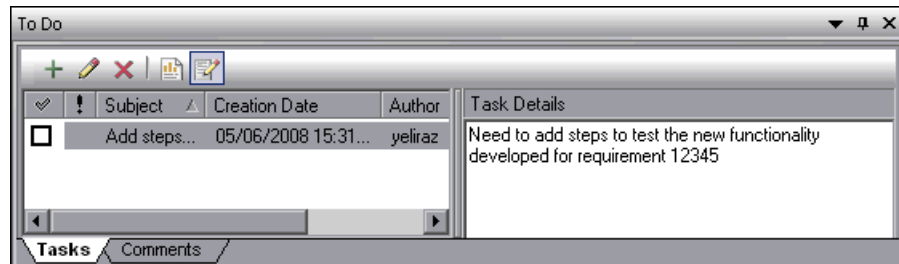 To Do
! Subject Creation Date Author
Add steps... 05/06/2008 15:31... yeliraz
Task Details
Need to add steps to test the new functionality
developed for requirement 12345
Tasks Comments